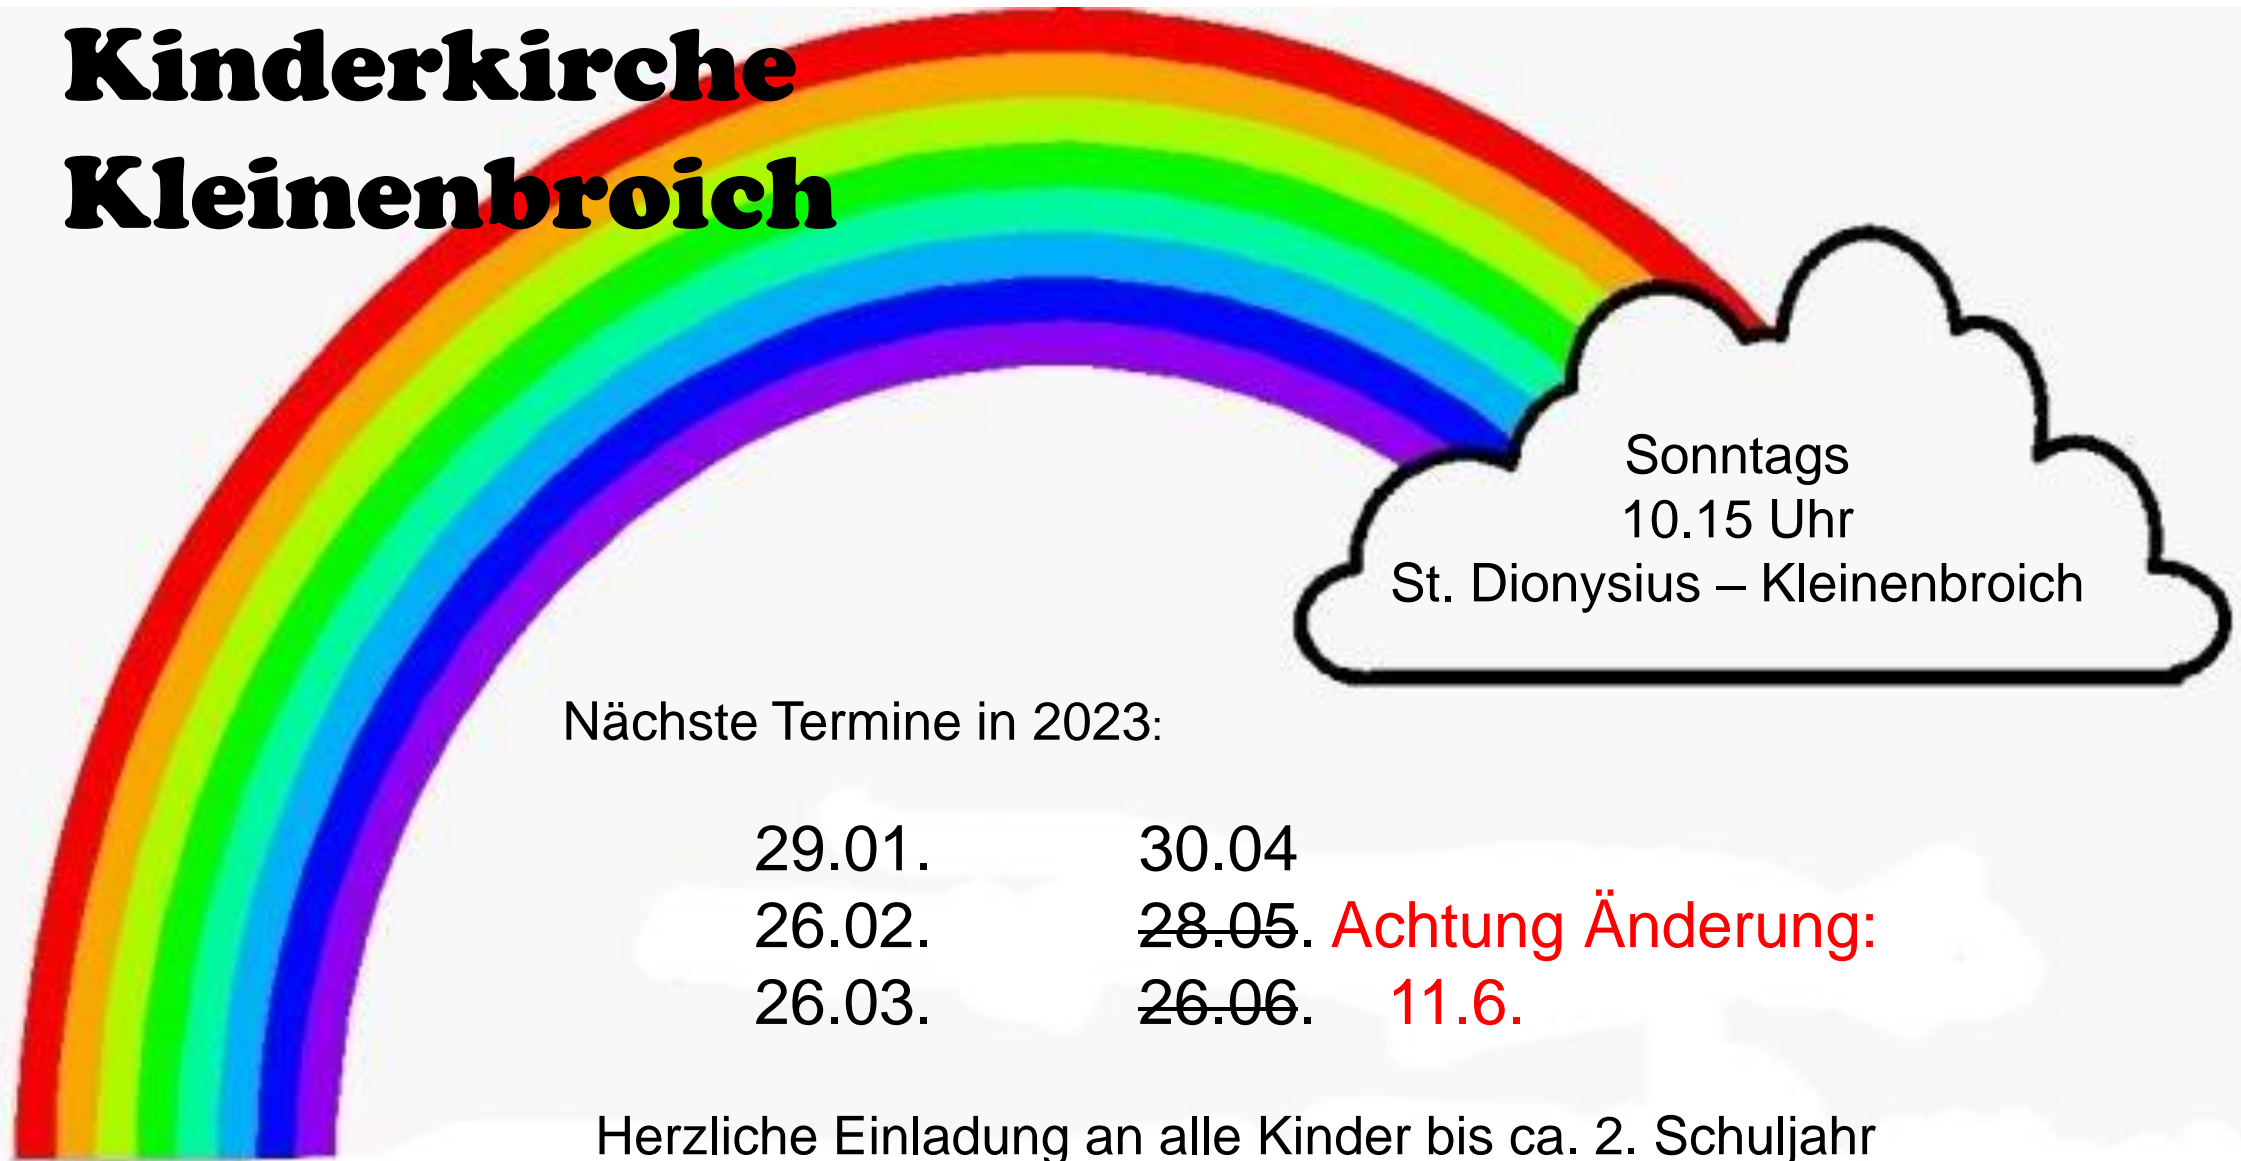 Kinderkirche
Kleinenbroich
Sonntags
10.15 Uhr
St. Dionysius – Kleinenbroich
Nächste Termine in 2023:
29.01. 30.04
26.02. 28.05. Achtung Änderung:
26.03. 26.06. 11.6.
Herzliche Einladung an alle Kinder bis ca. 2. Schuljahr